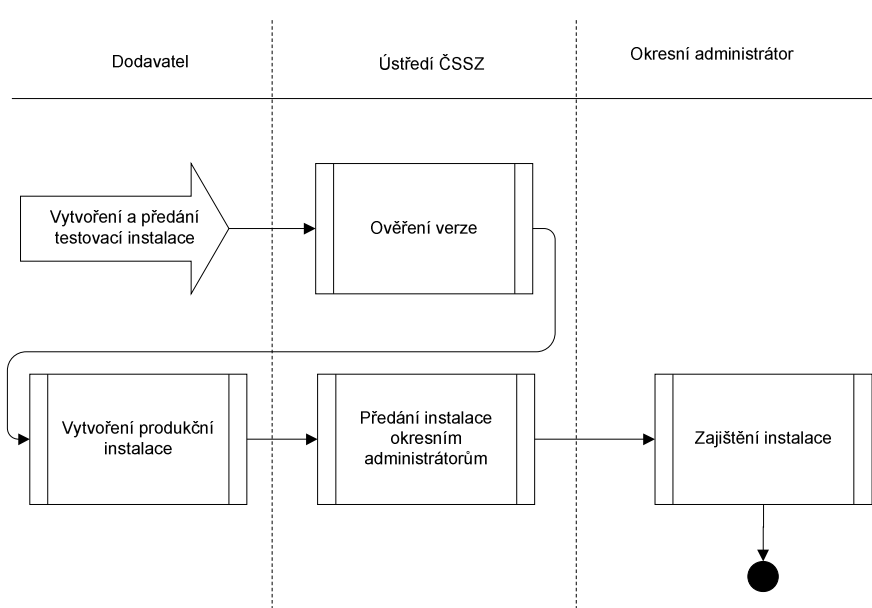 Dodavatel
Ústředí ČSSZ
Okresní administrátor
Vytvoření a předání
testovací instalace
Ověření verze
Vytvoření produkční
instalace
Předání instalace
okresním
administrátorům
Zajištění instalace